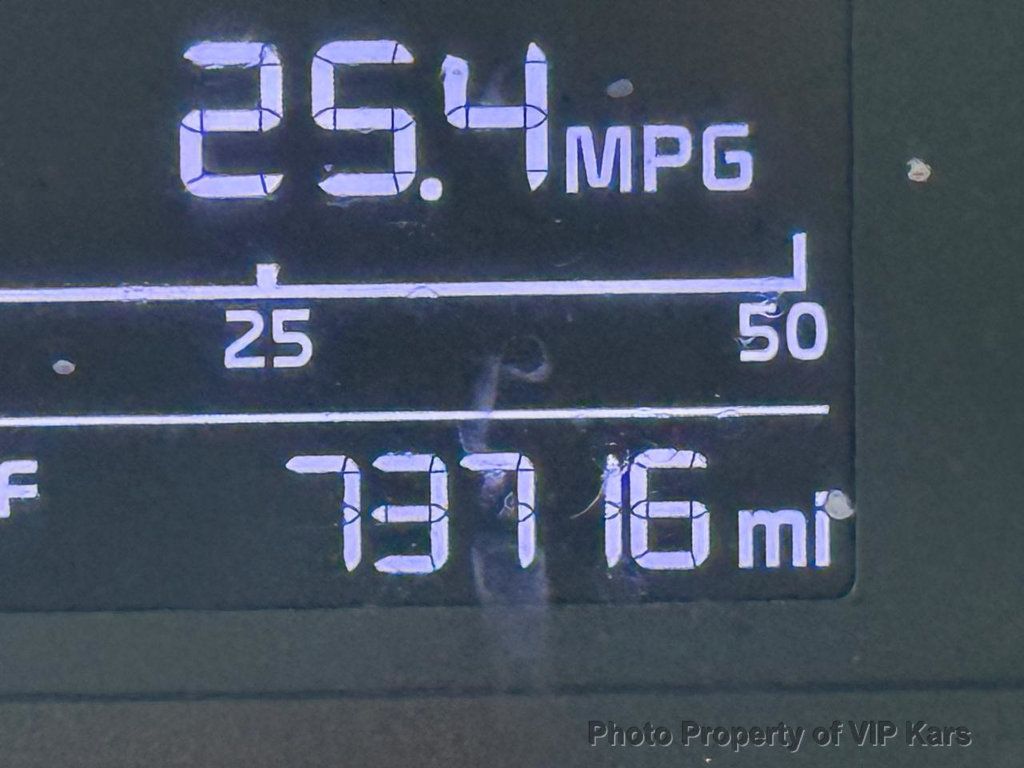 25.4 MPG
25 50
F 73716 mi
Photo Property of VIP Kars